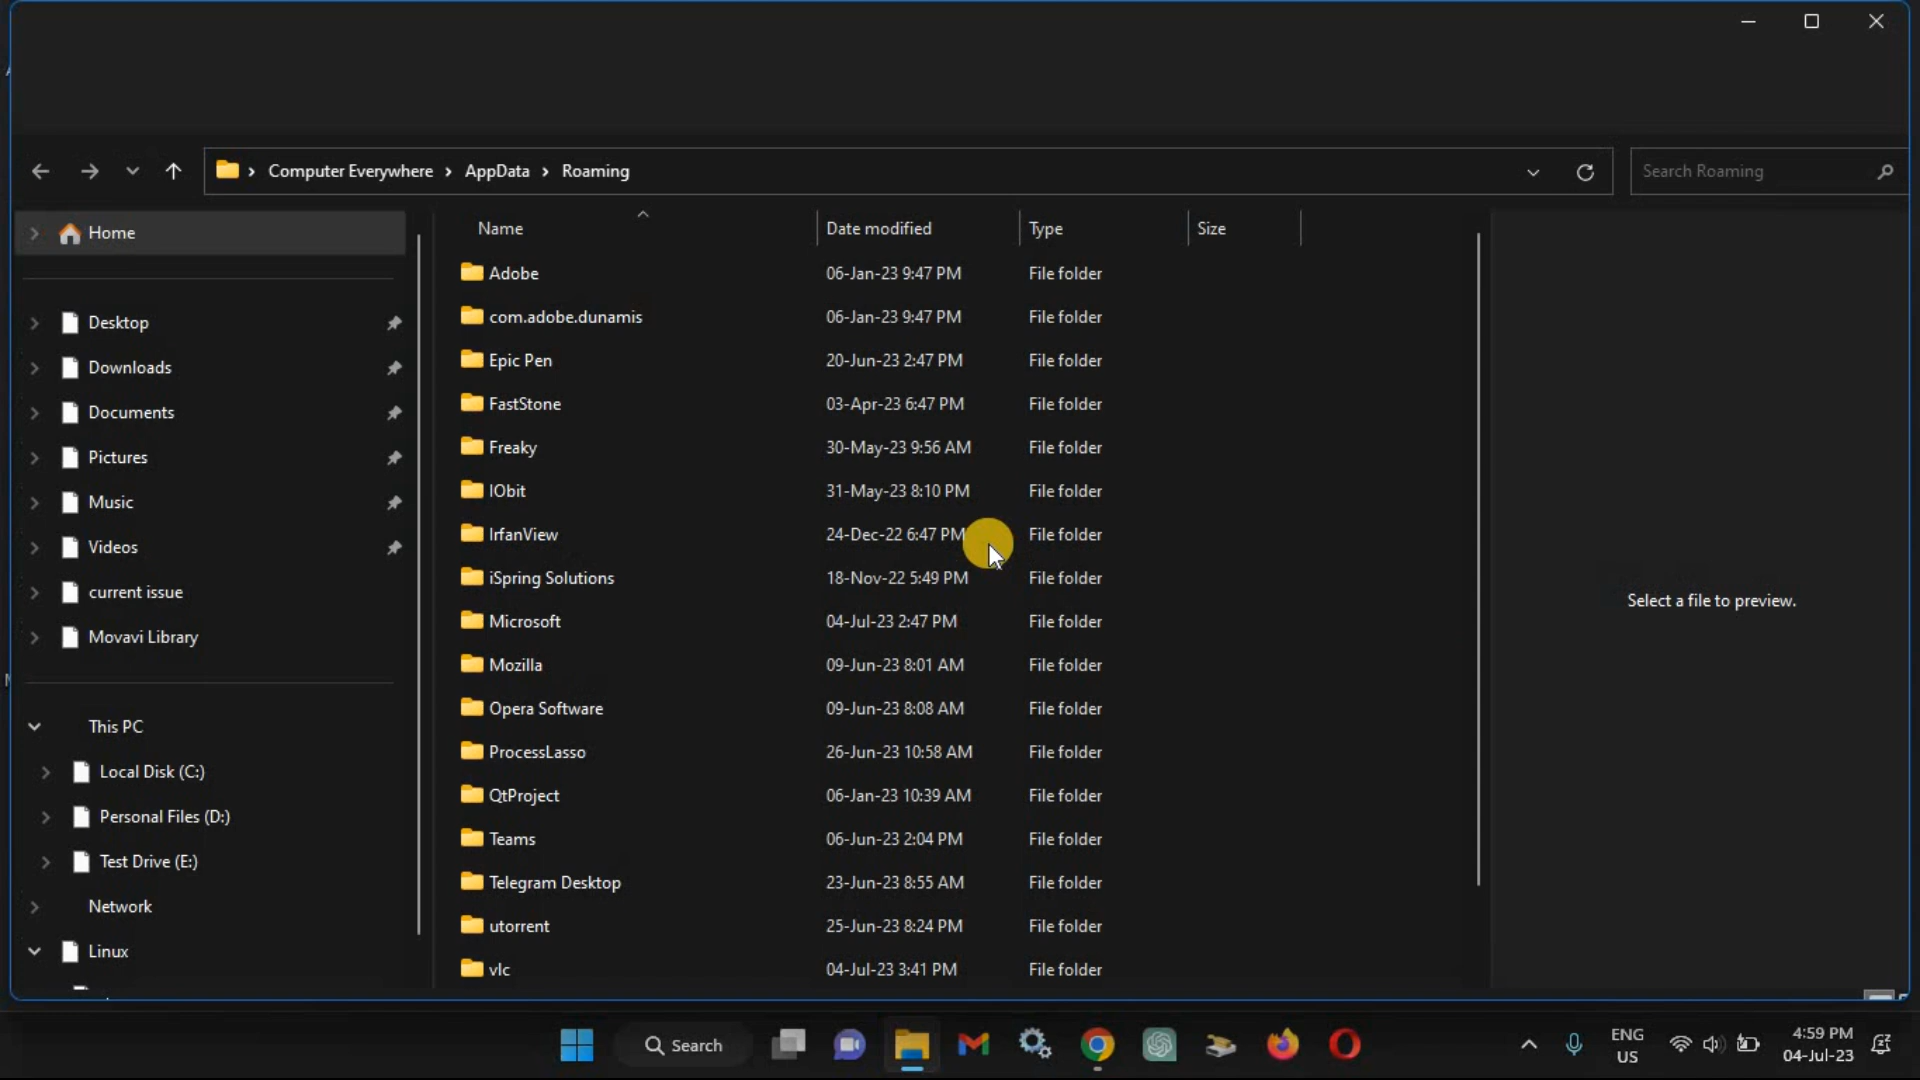 Computer Everywhere › AppData › Roaming
Search Roaming
Home
Desktop
Downloads
Documents
Pictures
Music
Videos
current issue
Movavi Library
This PC
Local Disk (C:)
Personal Files (D:)
Test Drive (E:)
Network
Linux
Name Date modified Type Size
Adobe 06-Jan-23 9:47 PM File folder
com.adobe.dunamis 06-Jan-23 9:47 PM File folder
Epic Pen 20-Jun-23 2:47 PM File folder
FastStone 03-Apr-23 6:47 PM File folder
Freaky 30-May-23 9:56 AM File folder
IObit 31-May-23 8:10 PM File folder
IrfanView 24-Dec-22 6:47 PM File folder
iSpring Solutions 18-Nov-22 5:49 PM File folder
Microsoft 04-Jul-23 2:47 PM File folder
Mozilla 09-Jun-23 8:01 AM File folder
Opera Software 09-Jun-23 8:08 AM File folder
ProcessLasso 26-Jun-23 10:58 AM File folder
QtProject 06-Jan-23 10:39 AM File folder
Teams 06-Jun-23 2:04 PM File folder
Telegram Desktop 23-Jun-23 8:55 AM File folder
utorrent 25-Jun-23 8:24 PM File folder
vlc 04-Jul-23 3:41 PM File folder
Select a file to preview.
Search
ENG
US
4:59 PM
04-Jul-23